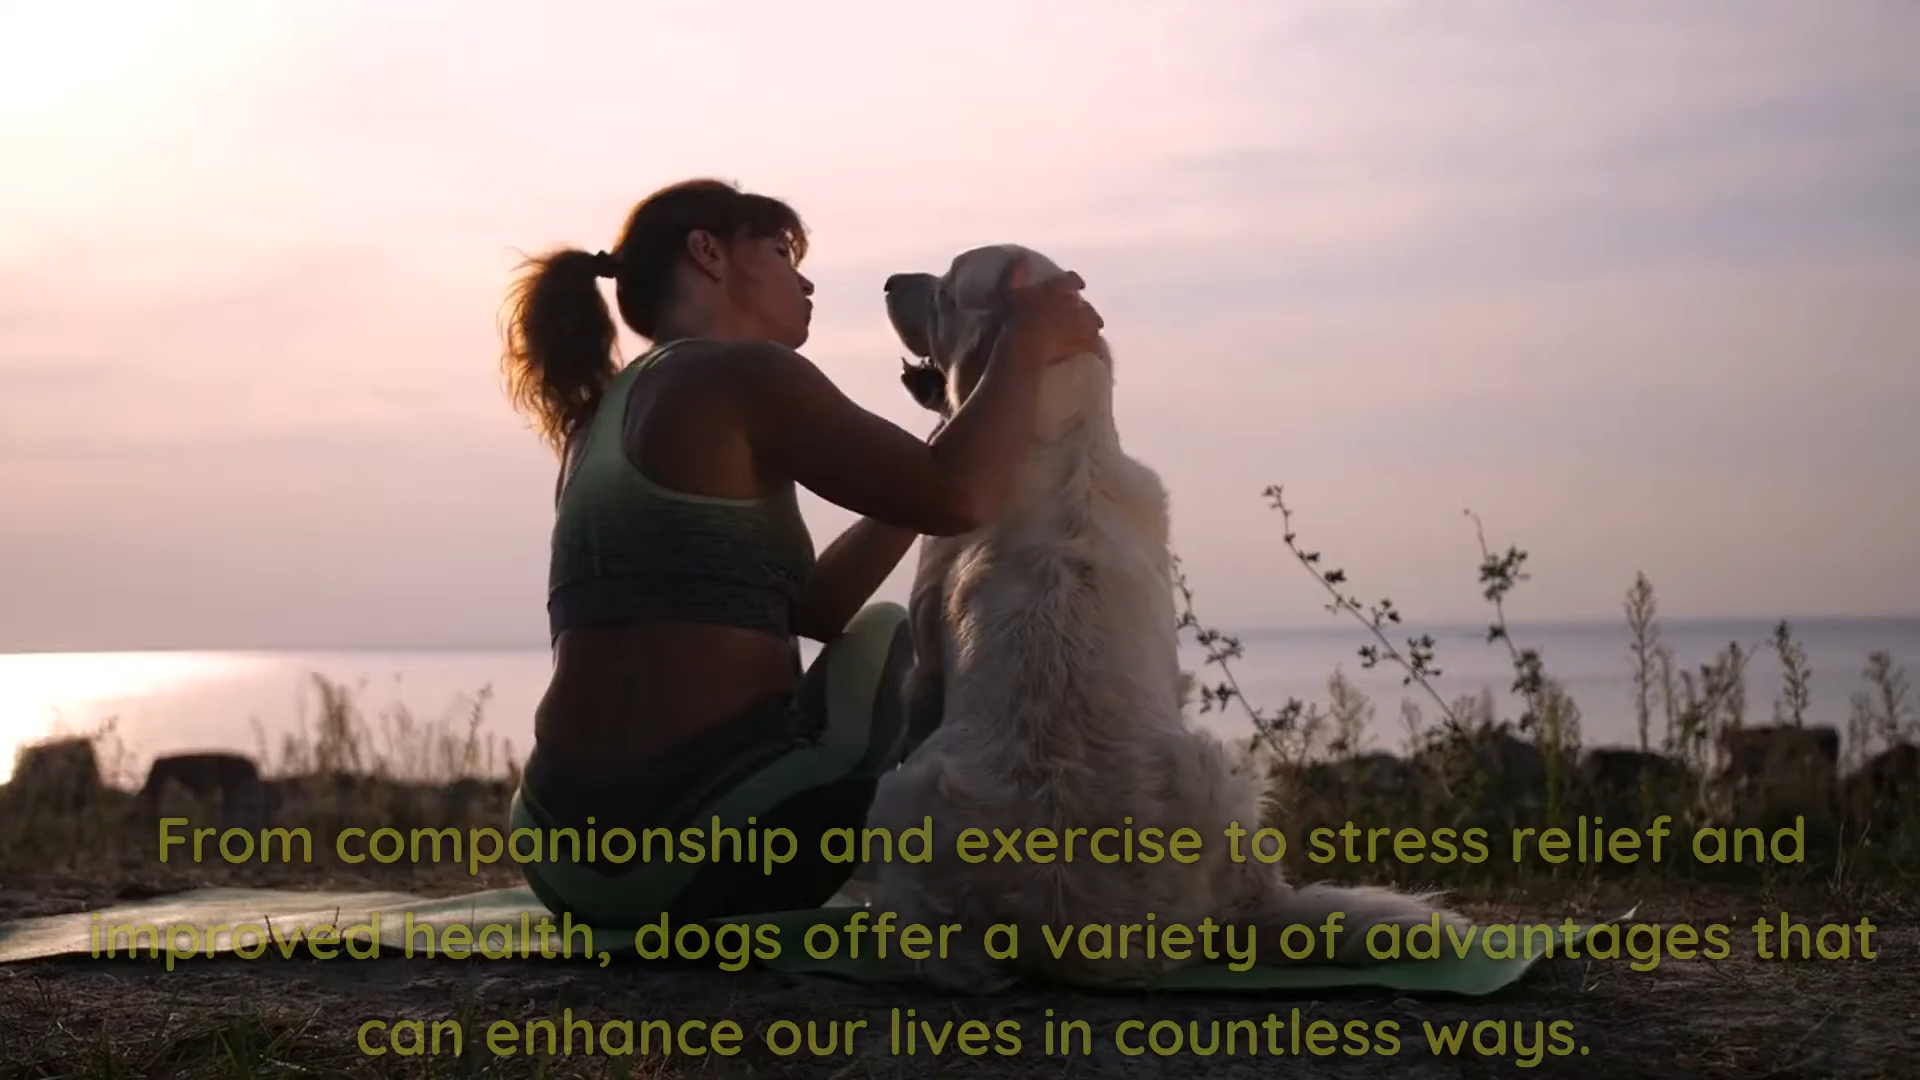 From companionship and exercise to stress relief and
improved health, dogs offer a variety of advantages that
can enhance our lives in countless ways.